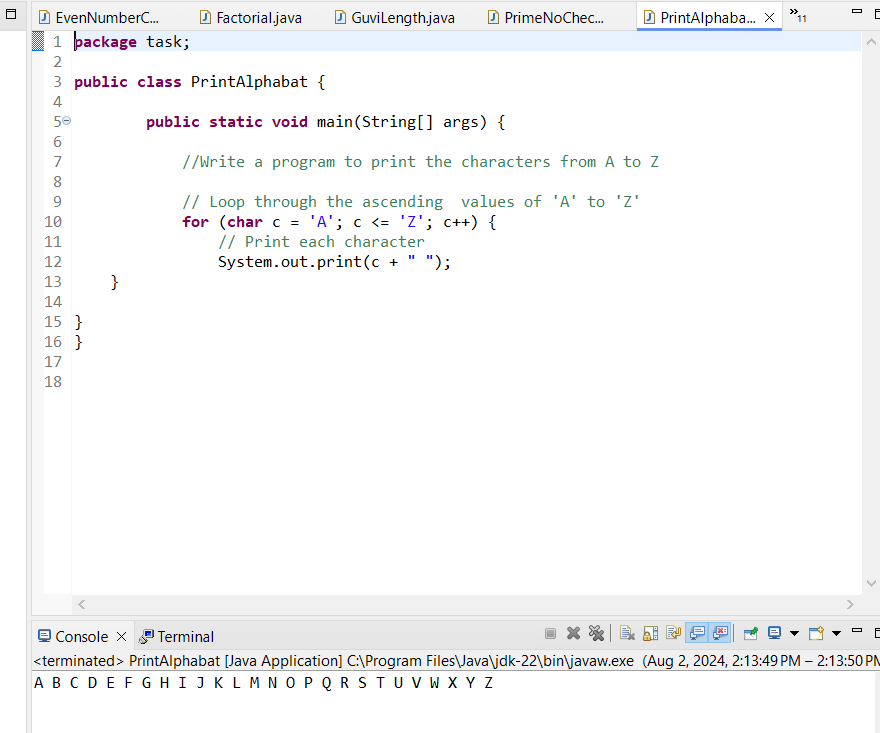 EvenNumberC... Factorial.java GuviLength.java PrimeNoChec... PrintAlphaba... »11
1 package task;
2
3 public class PrintAlphabat {
4
5 public static void main(String[] args) {
6
7 //Write a program to print the characters from A to Z
8
9 // Loop through the ascending  values of 'A' to 'Z'
10 for (char c = 'A'; c <= 'Z'; c++) {
11 // Print each character
12 System.out.print(c + " ");
13 }
14
15 }
16 }
17
18
Console Terminal
<terminated> PrintAlphabat [Java Application] C:\Program Files\Java\jdk-22\bin\javaw.exe (Aug 2, 2024, 2:13:49 PM – 2:13:50 PM
A B C D E F G H I J K L M N O P Q R S T U V W X Y Z